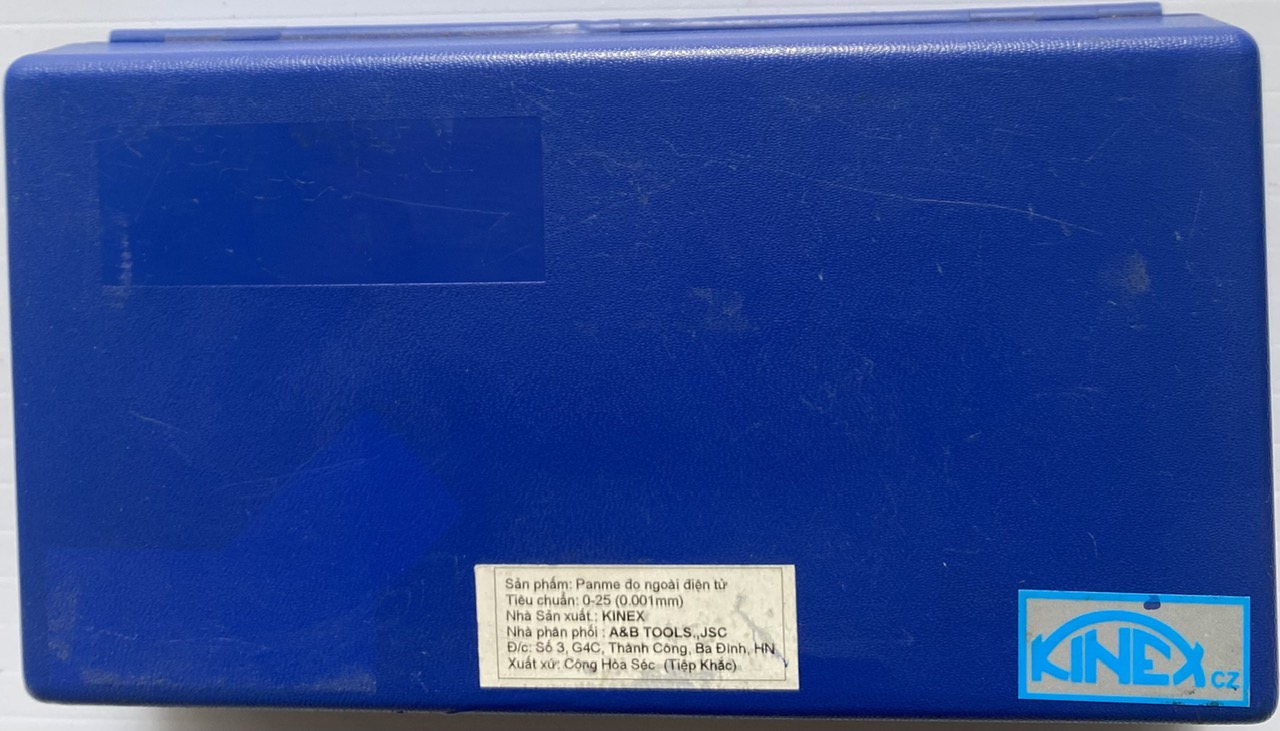 Sản phẩm: Panme đo ngoài điện tử
Tiêu chuẩn: 0-25 (0.001mm)
Nhà Sản xuất : KINEX
Nhà phân phối : A&B TOOLS.,JSC
Đ/c: Số 3, G4C, Thành Công, Ba Đình, HN
Xuất xứ: Cộng Hòa Séc (Tiệp Khắc)
KINEX CZ